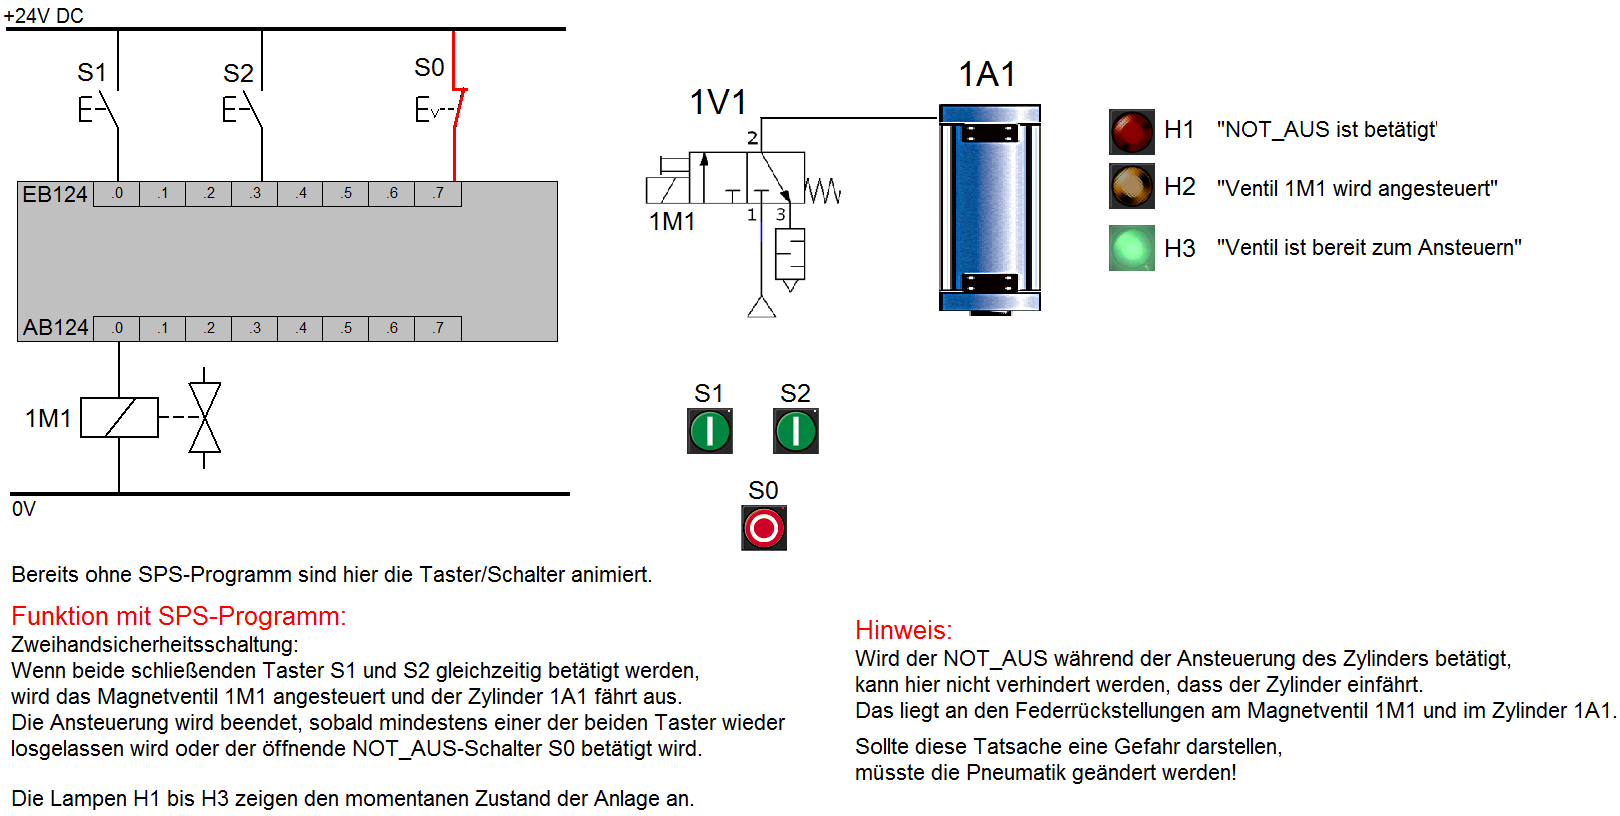 +24V DC
S1
S2
S0
EB124 .0 .1 .2 .3 .4 .5 .6 .7
AB124 .0 .1 .2 .3 .4 .5 .6 .7
1M1
0V
1V1
2
1M1
1 3
1A1
H1 "NOT_AUS ist betätigt'
H2 "Ventil 1M1 wird angesteuert"
H3 "Ventil ist bereit zum Ansteuern"
S1 S2
S0
Bereits ohne SPS-Programm sind hier die Taster/Schalter animiert.
Funktion mit SPS-Programm:
Zweihandsicherheitsschaltung:
Wenn beide schließenden Taster S1 und S2 gleichzeitig betätigt werden,
wird das Magnetventil 1M1 angesteuert und der Zylinder 1A1 fährt aus.
Die Ansteuerung wird beendet, sobald mindestens einer der beiden Taster wieder
losgelassen wird oder der öffnende NOT_AUS-Schalter S0 betätigt wird.
Die Lampen H1 bis H3 zeigen den momentanen Zustand der Anlage an.
Hinweis:
Wird der NOT_AUS während der Ansteuerung des Zylinders betätigt,
kann hier nicht verhindert werden, dass der Zylinder einfährt.
Das liegt an den Federrückstellungen am Magnetventil 1M1 und im Zylinder 1A1.
Sollte diese Tatsache eine Gefahr darstellen,
müsste die Pneumatik geändert werden!